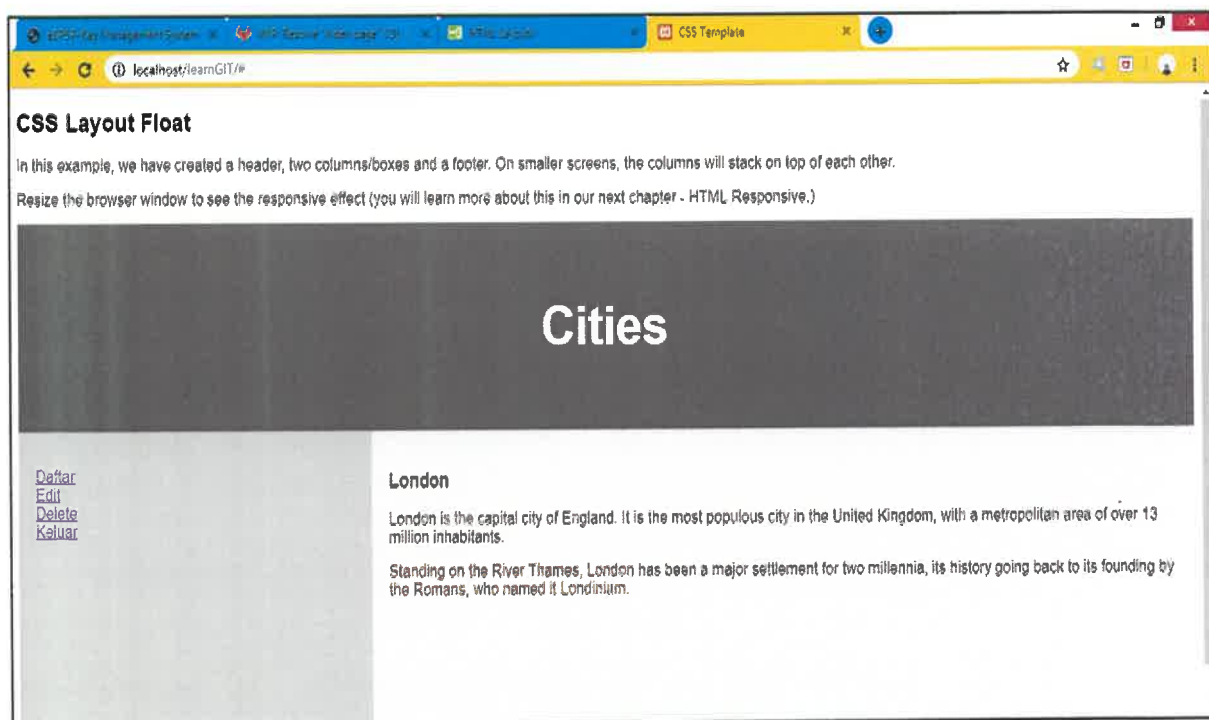 CSS Template
localhost/learnGIT/#
CSS Layout Float
In this example, we have created a header, two columns/boxes and a footer. On smaller screens, the columns will stack on top of each other.
Resize the browser window to see the responsive effect (you will learn more about this in our next chapter - HTML Responsive.)
Cities
Daftar
Edit
Delete
Keluar
London
London is the capital city of England. It is the most populous city in the United Kingdom, with a metropolitan area of over 13
million inhabitants.
Standing on the River Thames, London has been a major settlement for two millennia, its history going back to its founding by
the Romans, who named it Londinium.